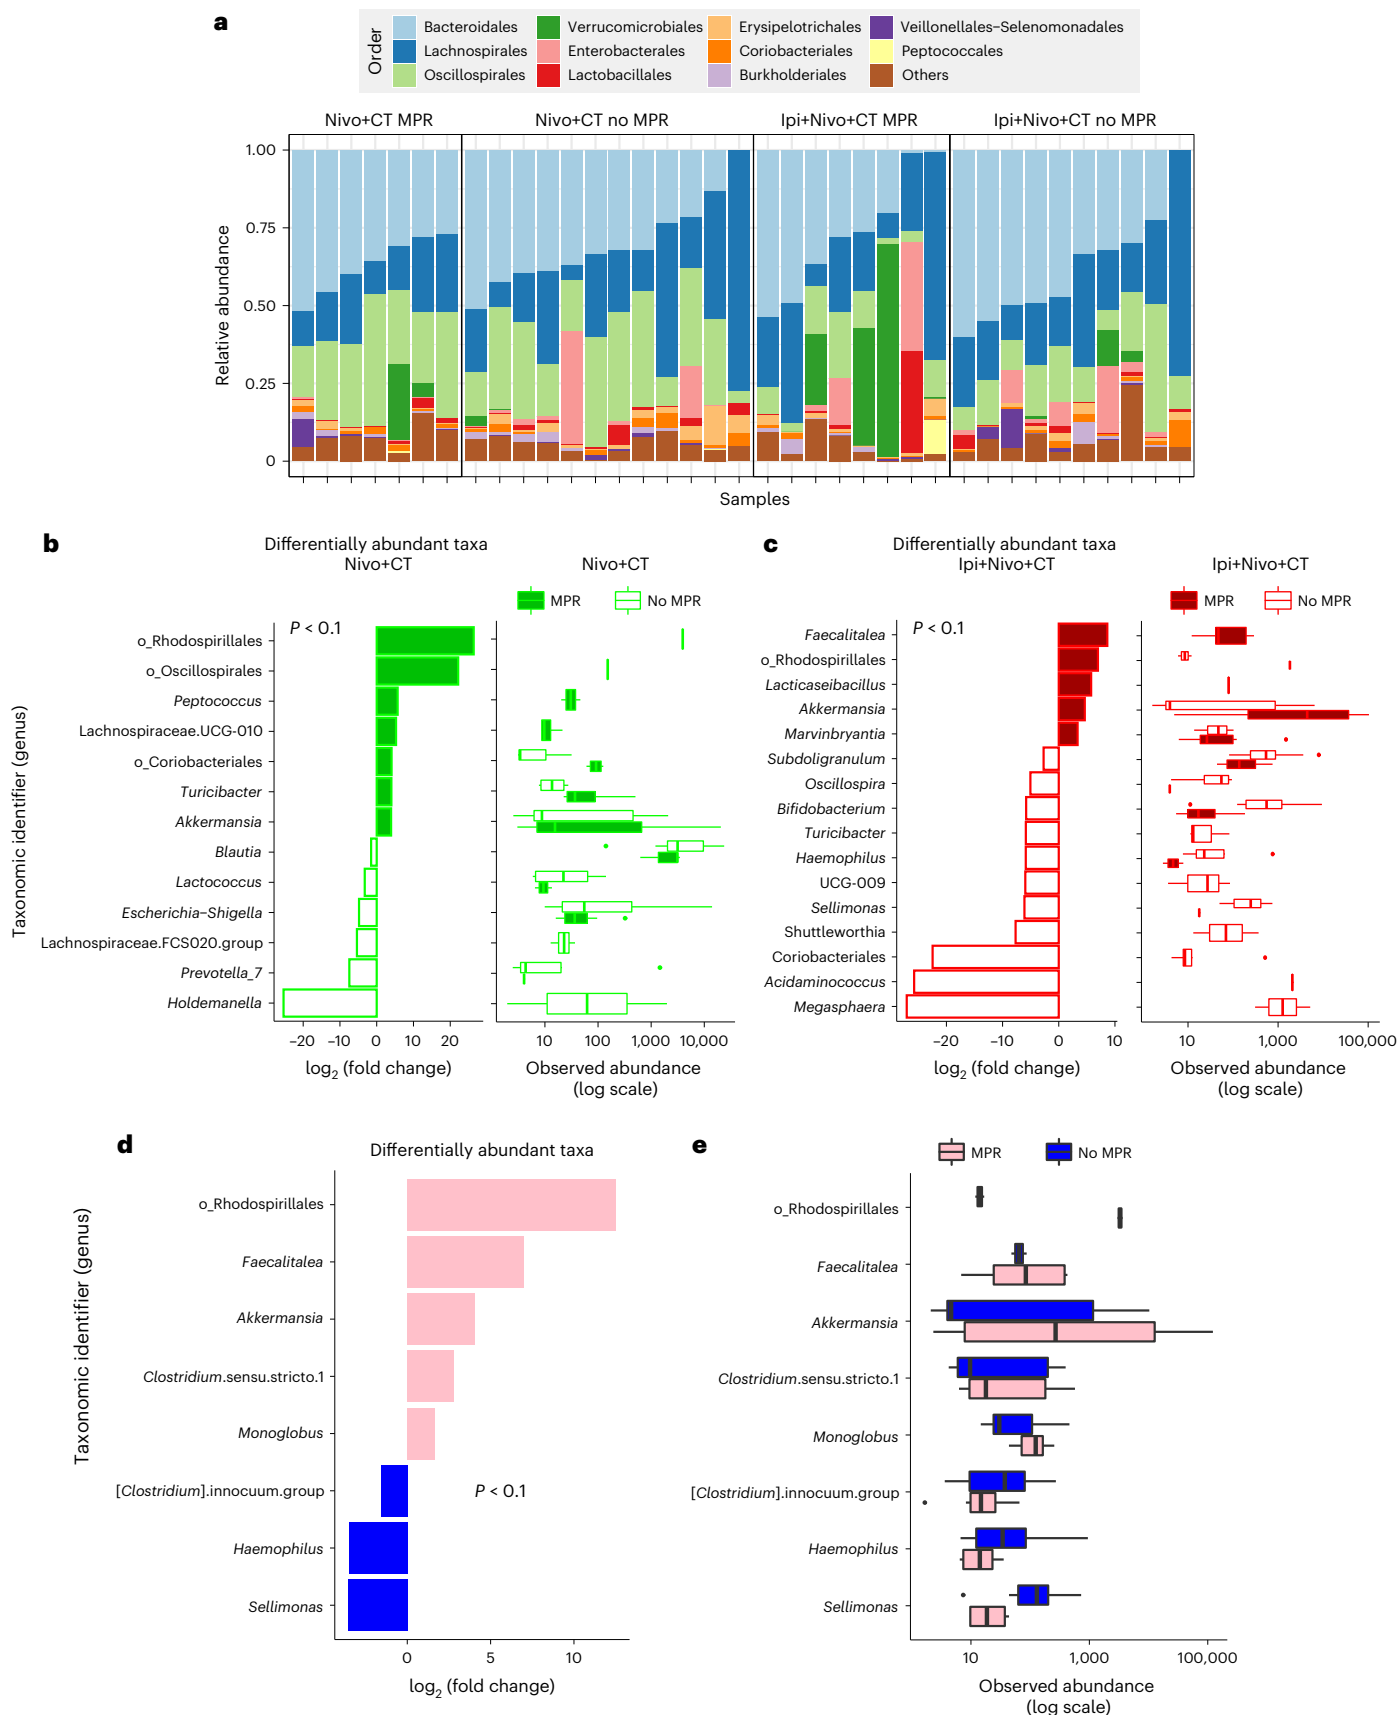 a
Order
Bacteroidales
Lachnospirales
Oscillospirales
Verrucomicrobiales
Enterobacterales
Lactobacillales
Erysipelotrichales
Coriobacteriales
Burkholderiales
Veillonellales–Selenomonadales
Peptococcales
Others
Nivo+CT MPR
Nivo+CT no MPR
Ipi+Nivo+CT MPR
Ipi+Nivo+CT no MPR
Relative abundance
1.00
0.75
0.50
0.25
0
Samples
b
Differentially abundant taxa
Nivo+CT
Nivo+CT
MPR
No MPR
P < 0.1
Taxonomic identifier (genus)
o_Rhodospirillales
o_Oscillospirales
Peptococcus
Lachnospiraceae.UCG-010
o_Coriobacteriales
Turicibacter
Akkermansia
Blautia
Lactococcus
Escherichia–Shigella
Lachnospiraceae.FCS020.group
Prevotella_7
Holdemanella
−20 −10 0 10 20
log2 (fold change)
10 100 1,000 10,000
Observed abundance
(log scale)
c
Differentially abundant taxa
Ipi+Nivo+CT
Ipi+Nivo+CT
MPR
No MPR
P < 0.1
Faecalitalea
o_Rhodospirillales
Lacticaseibacillus
Akkermansia
Marvinbryantia
Subdoligranulum
Oscillospira
Bifidobacterium
Turicibacter
Haemophilus
UCG-009
Sellimonas
Shuttleworthia
Coriobacteriales
Acidaminococcus
Megasphaera
−20 −10 0 10
log2 (fold change)
10 1,000 100,000
Observed abundance
(log scale)
d
Differentially abundant taxa
Taxonomic identifier (genus)
o_Rhodospirillales
Faecalitalea
Akkermansia
Clostridium.sensu.stricto.1
Monoglobus
[Clostridium].innocuum.group
Haemophilus
Sellimonas
P < 0.1
0 5 10
log2 (fold change)
e
MPR
No MPR
o_Rhodospirillales
Faecalitalea
Akkermansia
Clostridium.sensu.stricto.1
Monoglobus
[Clostridium].innocuum.group
Haemophilus
Sellimonas
10 1,000 100,000
Observed abundance
(log scale)